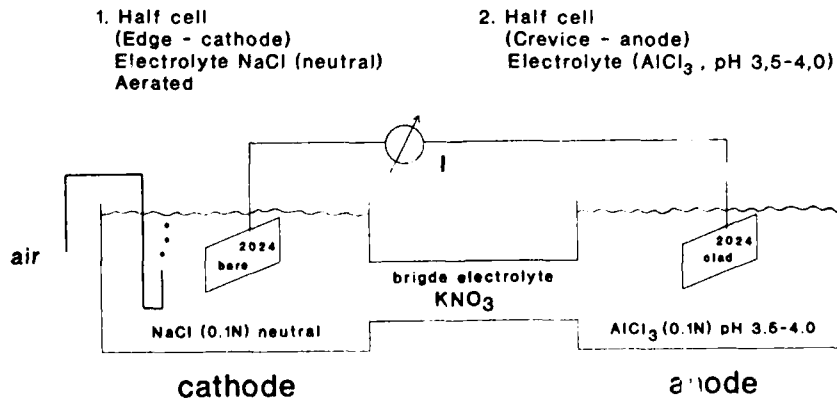 1. Half cell
(Edge - cathode)
Electrolyte NaCl (neutral)
Aerated
2. Half cell
(Crevice - anode)
Electrolyte (AlCl3 , pH 3,5-4,0)
I
air
2024
bare
2024
clad
brigde electrolyte
KNO3
NaCl (0.1N) neutral
AlCl3 (0.1N) pH 3.5-4.0
cathode
anode